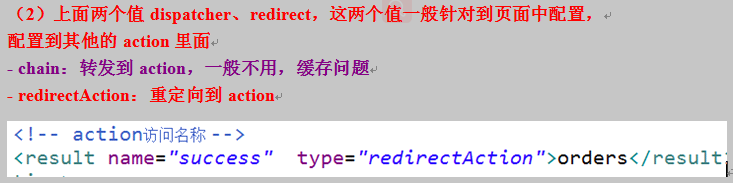 （2）上面两个值 dispatcher、redirect，这两个值一般针对到页面中配置，
配置到其他的 action 里面
- chain：转发到 action，一般不用，缓存问题
- redirectAction：重定向到 action
<!-- action访问名称 -->
<result name="success"  type="redirectAction">orders</result>